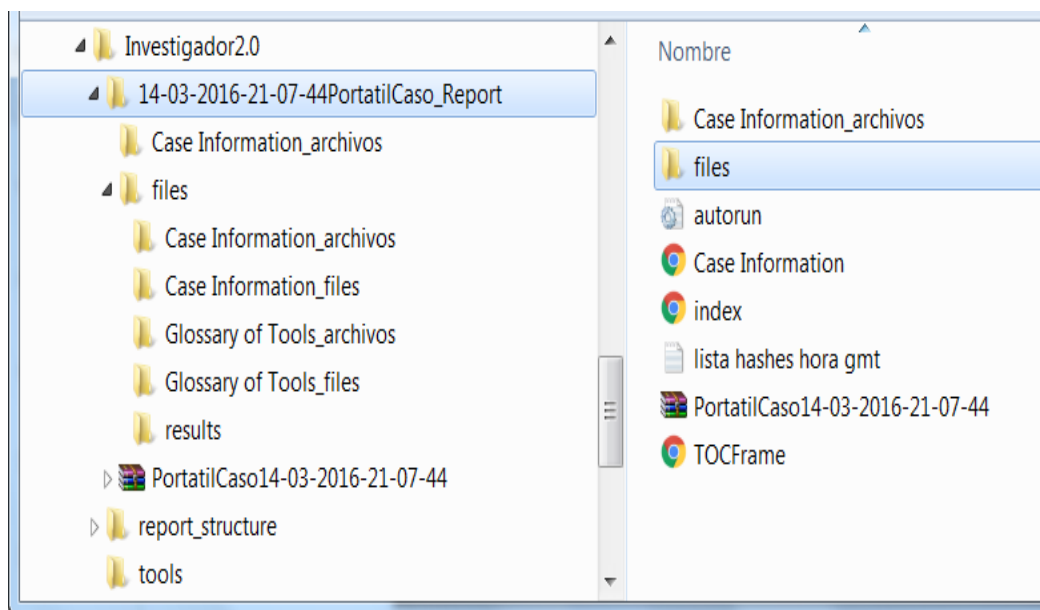 Investigador2.0
14-03-2016-21-07-44PortatilCaso_Report
Case Information_archivos
files
Case Information_archivos
Case Information_files
Glossary of Tools_archivos
Glossary of Tools_files
results
PortatilCaso14-03-2016-21-07-44
report_structure
tools
Nombre
Case Information_archivos
files
autorun
Case Information
index
lista hashes hora gmt
PortatilCaso14-03-2016-21-07-44
TOCFrame